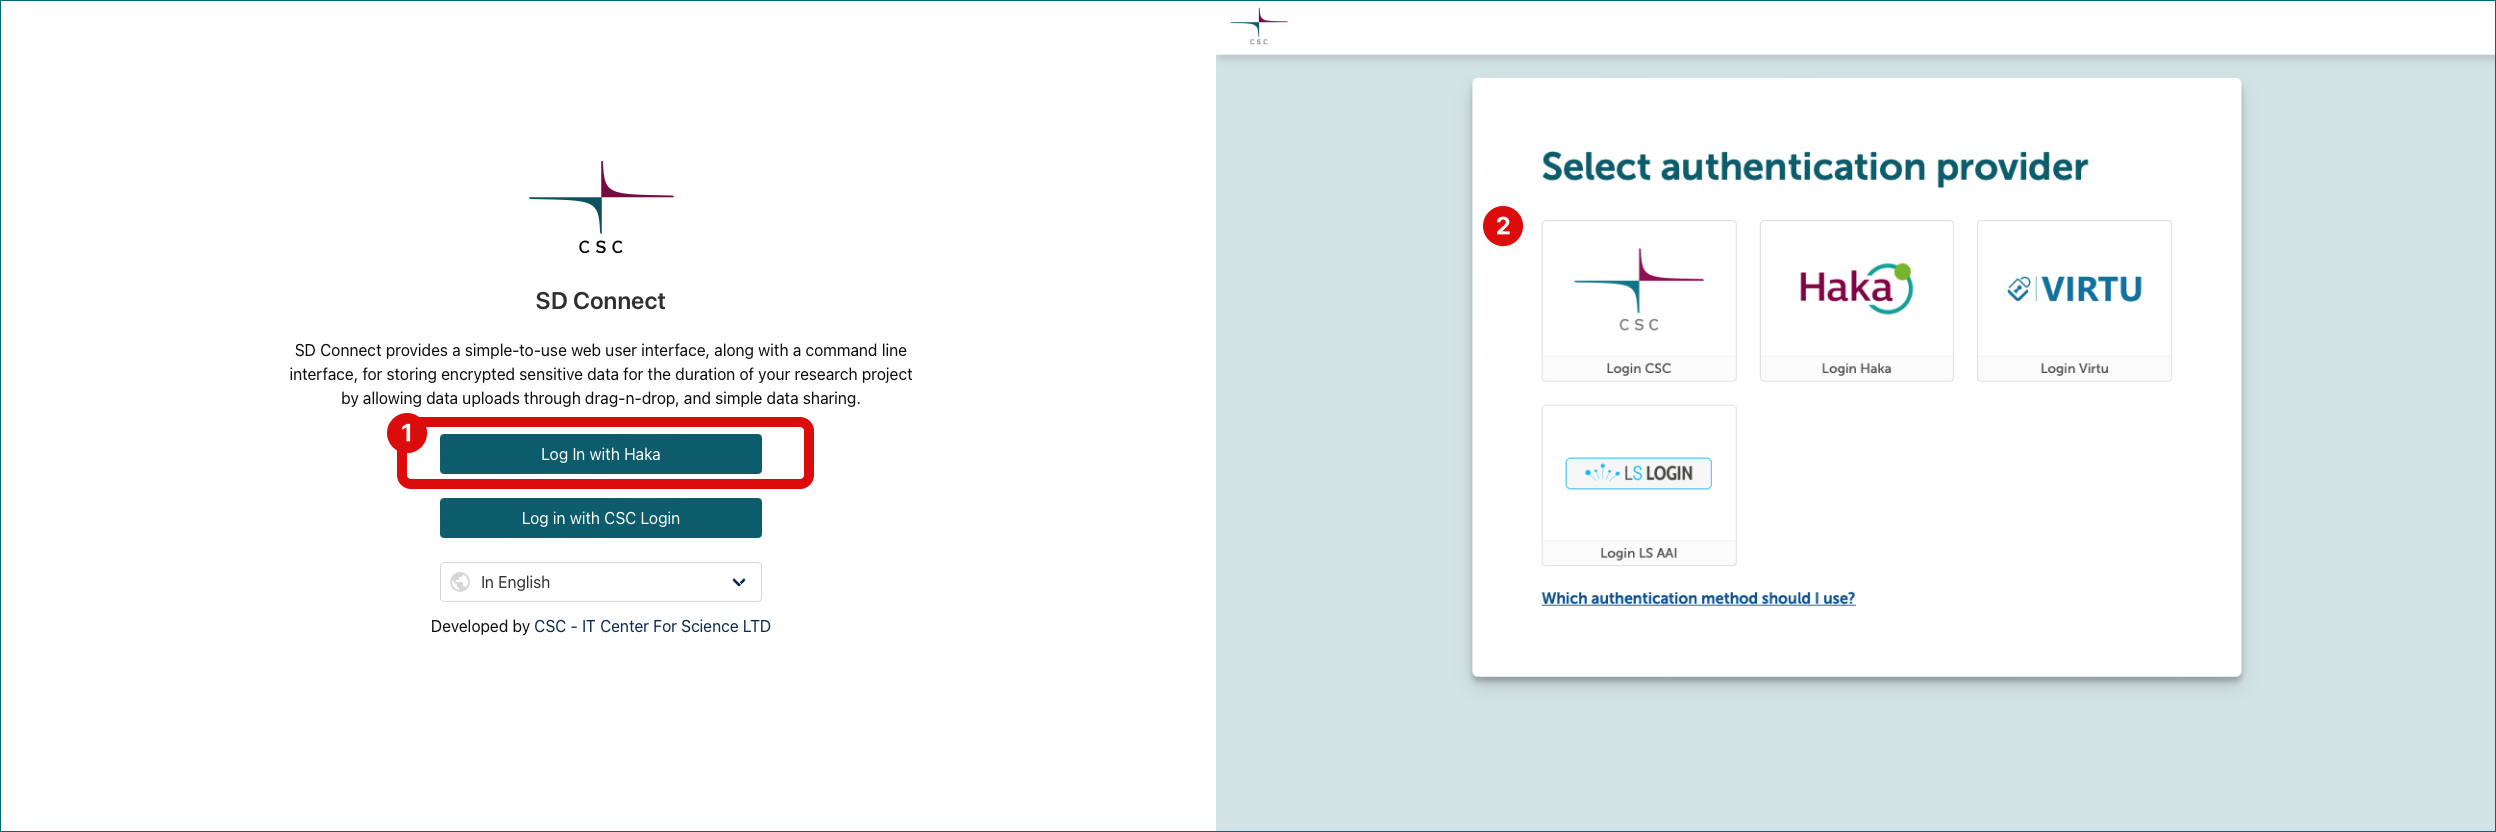 CSC
SD Connect
SD Connect provides a simple-to-use web user interface, along with a command line
interface, for storing encrypted sensitive data for the duration of your research project
by allowing data uploads through drag-n-drop, and simple data sharing.
1
Log In with Haka
Log in with CSC Login
In English
Developed by CSC - IT Center For Science LTD
CSC
Select authentication provider
2
CSC
Login CSC
Haka
Login Haka
VIRTU
Login Virtu
LS LOGIN
Login LS AAI
Which authentication method should I use?